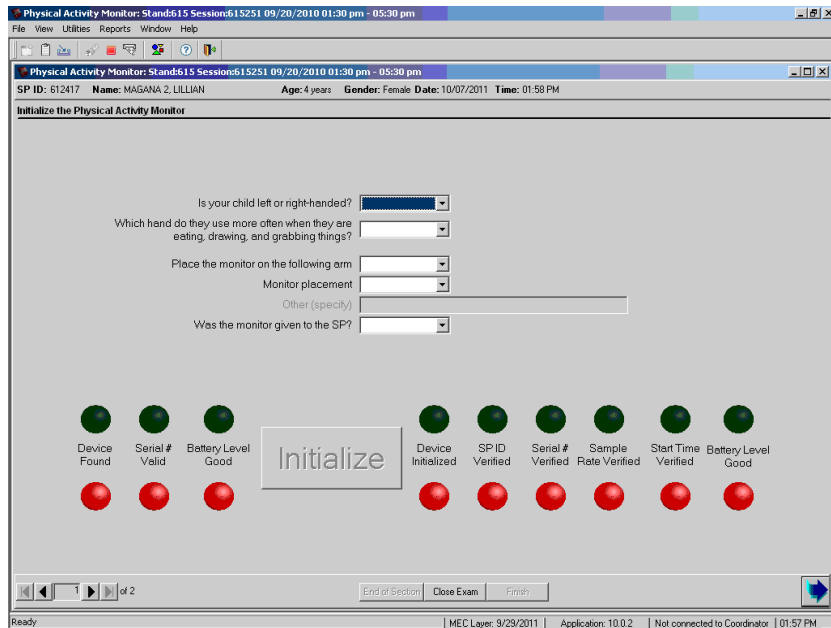 Physical Activity Monitor: Stand:615 Session:615251 09/20/2010 01:30 pm - 05:30 pm
File View Utilities Reports Window Help
Physical Activity Monitor: Stand:615 Session:615251 09/20/2010 01:30 pm - 05:30 pm
SP ID: 612417 Name: MAGANA 2, LILLIAN Age: 4 years Gender: Female Date: 10/07/2011 Time: 01:58 PM
Initialize the Physical Activity Monitor
Is your child left or right-handed?
Which hand do they use more often when they are
eating, drawing, and grabbing things?
Place the monitor on the following arm
Monitor placement
Other (specify)
Was the monitor given to the SP?
Device Found
Serial # Valid
Battery Level Good
Initialize
Device Initialized
SP ID Verified
Serial # Verified
Sample Rate Verified
Start Time Verified
Battery Level Good
1 of 2
End of Section Close Exam Finish
Ready MEC Layer: 9/29/2011 Application: 10.0.2 Not connected to Coordinator 01:57 PM